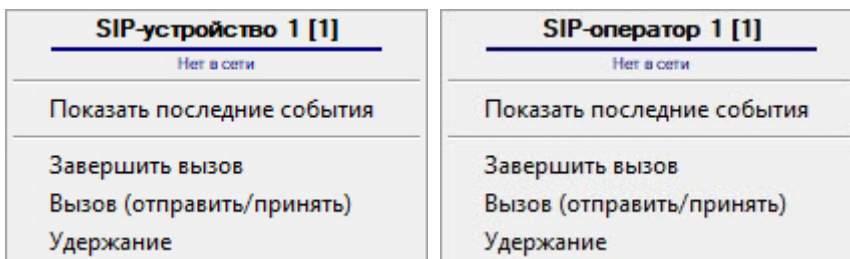 SIP-устройство 1 [1]
Нет в сети
Показать последние события
Завершить вызов
Вызов (отправить/принять)
Удержание
SIP-оператор 1 [1]
Нет в сети
Показать последние события
Завершить вызов
Вызов (отправить/принять)
Удержание